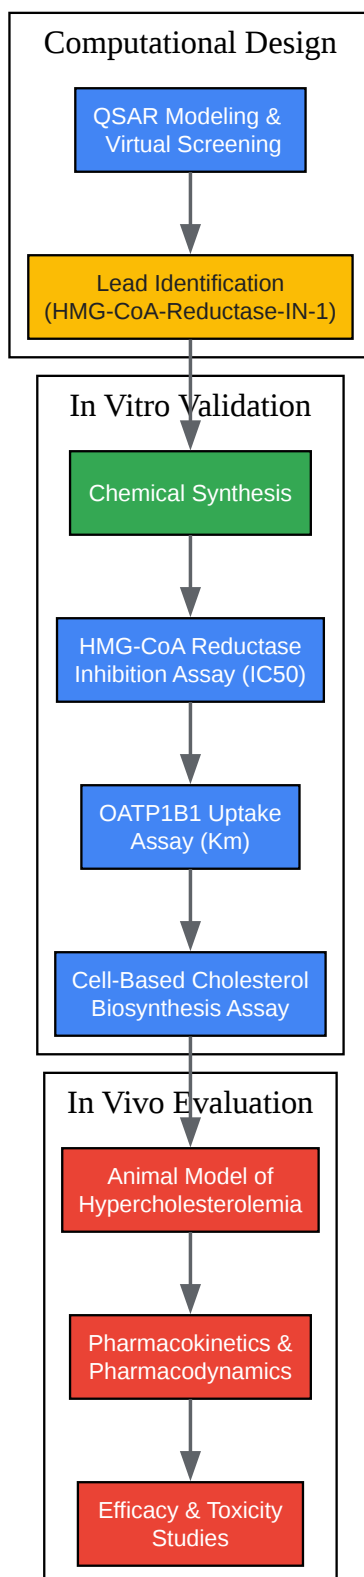 Computational Design
QSAR Modeling &
Virtual Screening
Lead Identification
(HMG-CoA-Reductase-IN-1)
In Vitro Validation
Chemical Synthesis
HMG-CoA Reductase
Inhibition Assay (IC50)
OATP1B1 Uptake
Assay (Km)
Cell-Based Cholesterol
Biosynthesis Assay
In Vivo Evaluation
Animal Model of
Hypercholesterolemia
Pharmacokinetics &
Pharmacodynamics
Efficacy & Toxicity
Studies